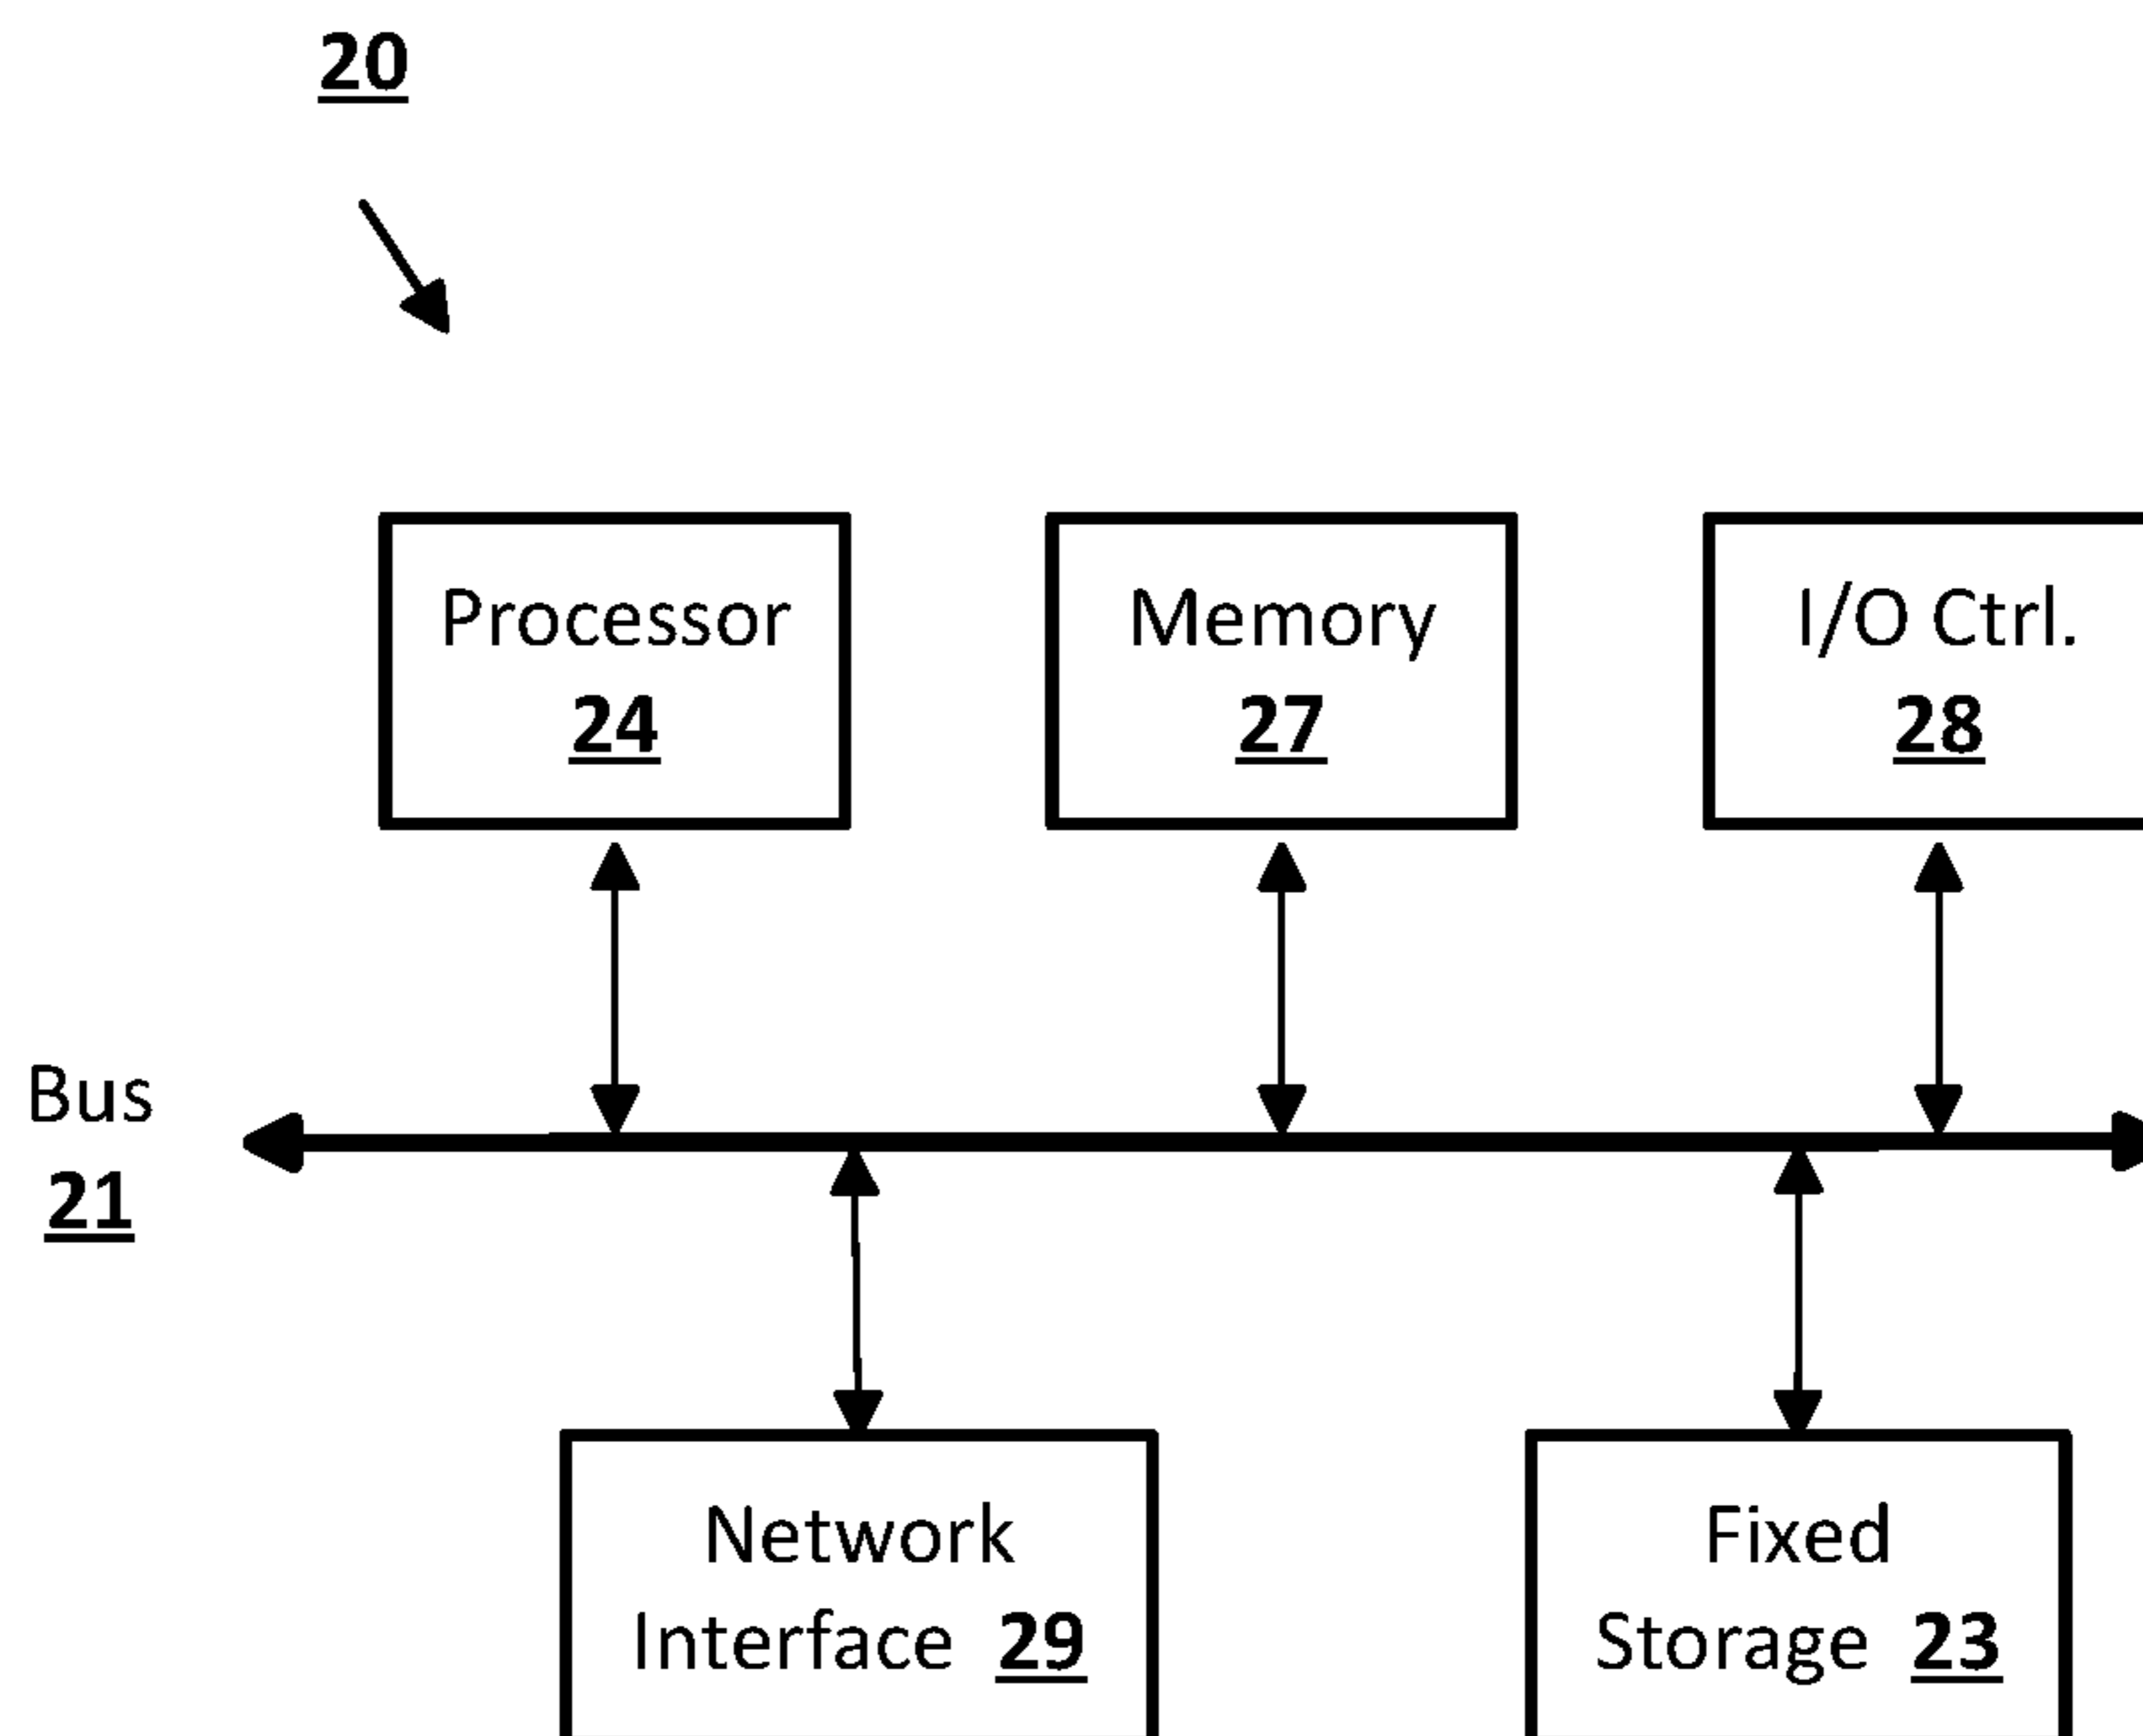 20
Processor
24
Memory
27
I/O Ctrl.
28
Bus
21
Network
Interface 29
Fixed
Storage 23